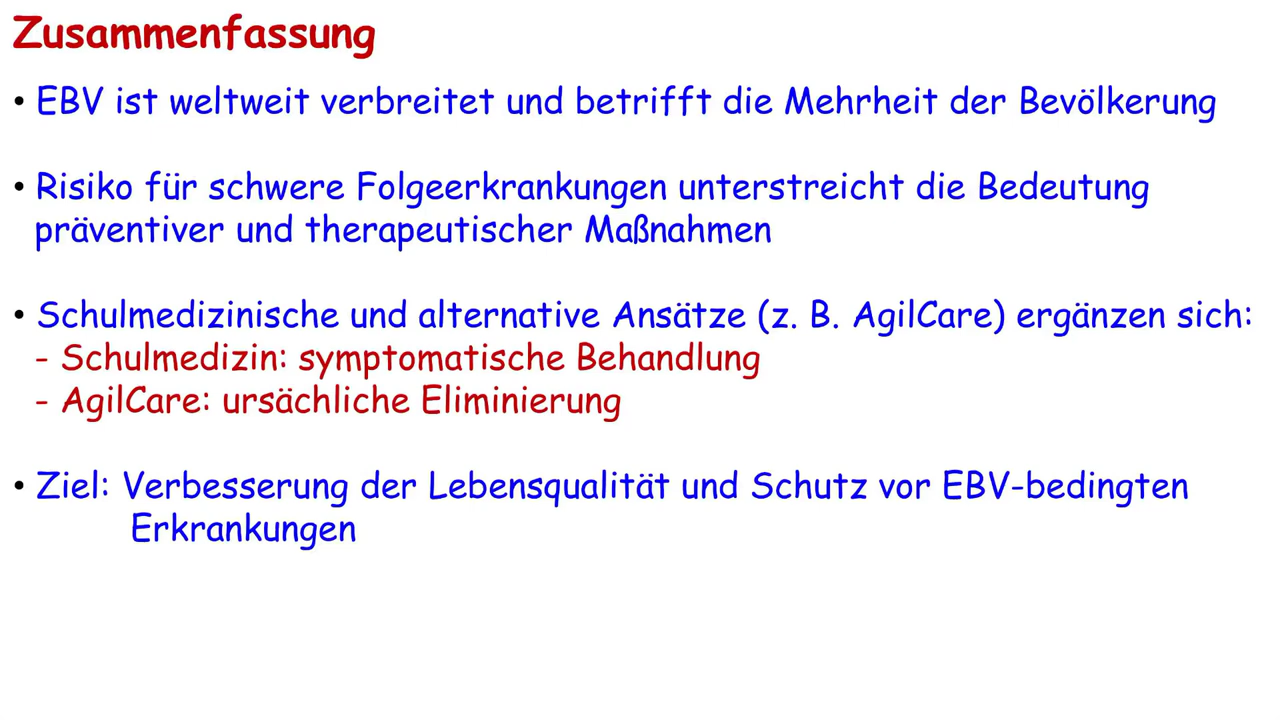 Zusammenfassung
• EBV ist weltweit verbreitet und betrifft die Mehrheit der Bevölkerung
• Risiko für schwere Folgeerkrankungen unterstreicht die Bedeutung
präventiver und therapeutischer Maßnahmen
• Schulmedizinische und alternative Ansätze (z. B. AgilCare) ergänzen sich:
- Schulmedizin: symptomatische Behandlung
- AgilCare: ursächliche Eliminierung
• Ziel: Verbesserung der Lebensqualität und Schutz vor EBV-bedingten
Erkrankungen